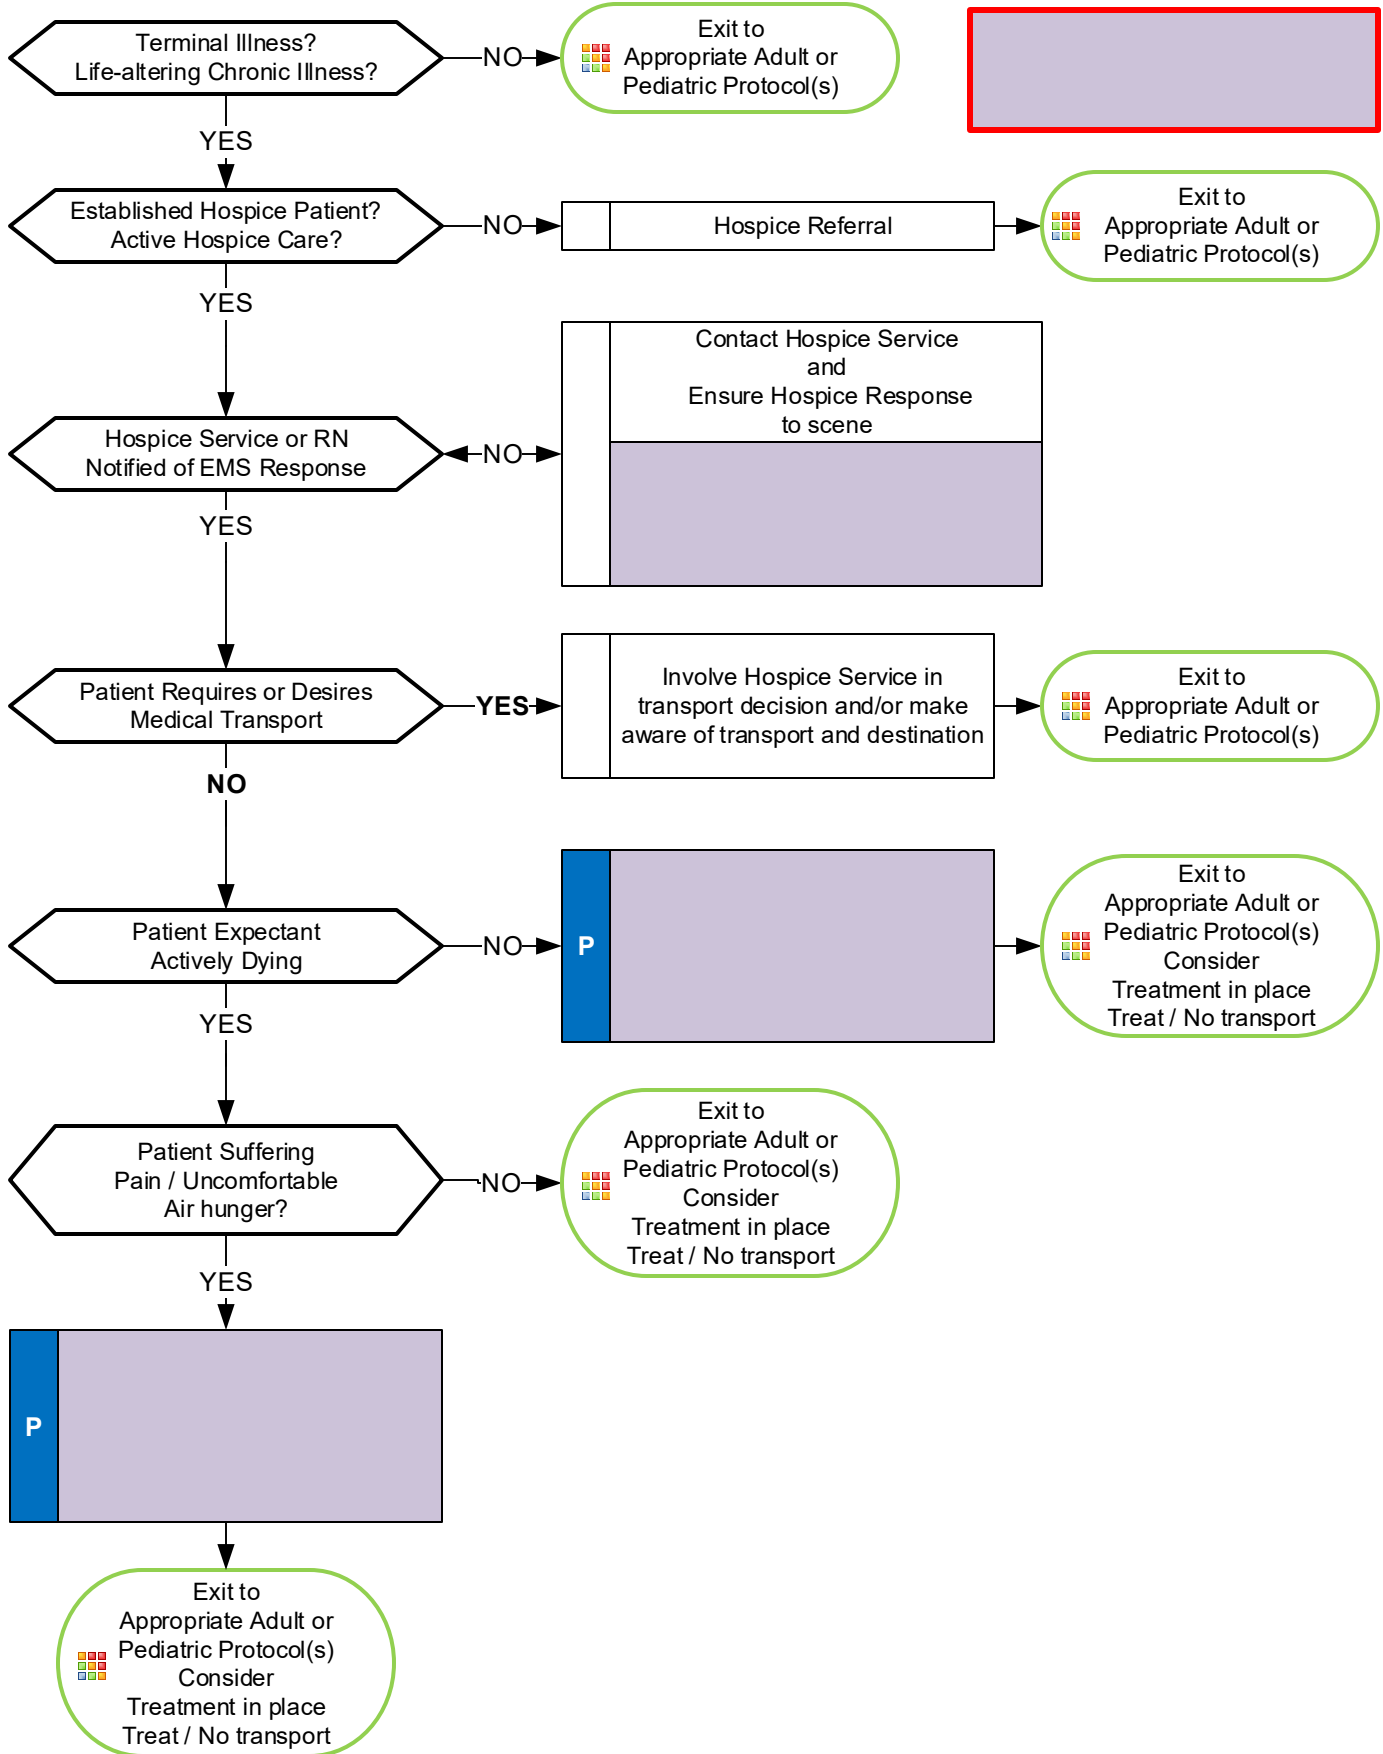 Terminal Illness?
Life-altering Chronic Illness?
NO
Exit to
Appropriate Adult or
Pediatric Protocol(s)
YES
Established Hospice Patient?
Active Hospice Care?
NO
Hospice Referral
Exit to
Appropriate Adult or
Pediatric Protocol(s)
YES
Contact Hospice Service
and
Ensure Hospice Response
to scene
Hospice Service or RN
Notified of EMS Response
NO
YES
Patient Requires or Desires
Medical Transport
YES
Involve Hospice Service in
transport decision and/or make
aware of transport and destination
Exit to
Appropriate Adult or
Pediatric Protocol(s)
NO
Patient Expectant
Actively Dying
NO
P
Exit to
Appropriate Adult or
Pediatric Protocol(s)
Consider
Treatment in place
Treat / No transport
YES
Patient Suffering
Pain / Uncomfortable
Air hunger?
NO
Exit to
Appropriate Adult or
Pediatric Protocol(s)
Consider
Treatment in place
Treat / No transport
YES
P
Exit to
Appropriate Adult or
Pediatric Protocol(s)
Consider
Treatment in place
Treat / No transport